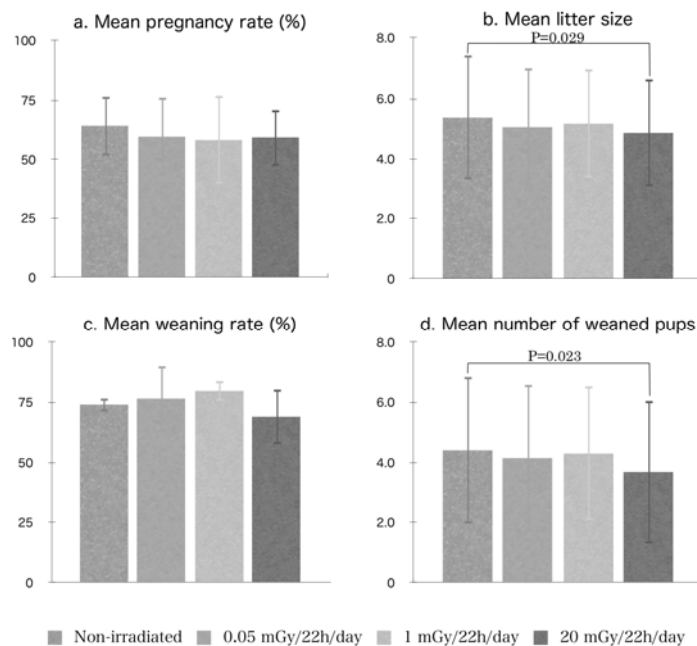 a. Mean pregnancy rate (%)
100
75
50
25
0
b. Mean litter size
P=0.029
8.0
6.0
4.0
2.0
0
c. Mean weaning rate (%)
100
75
50
25
0
d. Mean number of weaned pups
P=0.023
8.0
6.0
4.0
2.0
0
Non-irradiated 0.05 mGy/22h/day 1 mGy/22h/day 20 mGy/22h/day